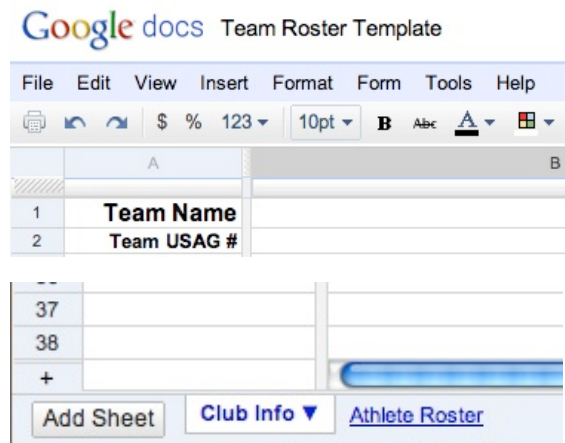 Google docs Team Roster Template
File Edit View Insert Format Form Tools Help
$ % 123 10pt B Abc A
A B
1 Team Name
2 Team USAG #
37
38
+
Add Sheet Club Info ▼ Athlete Roster